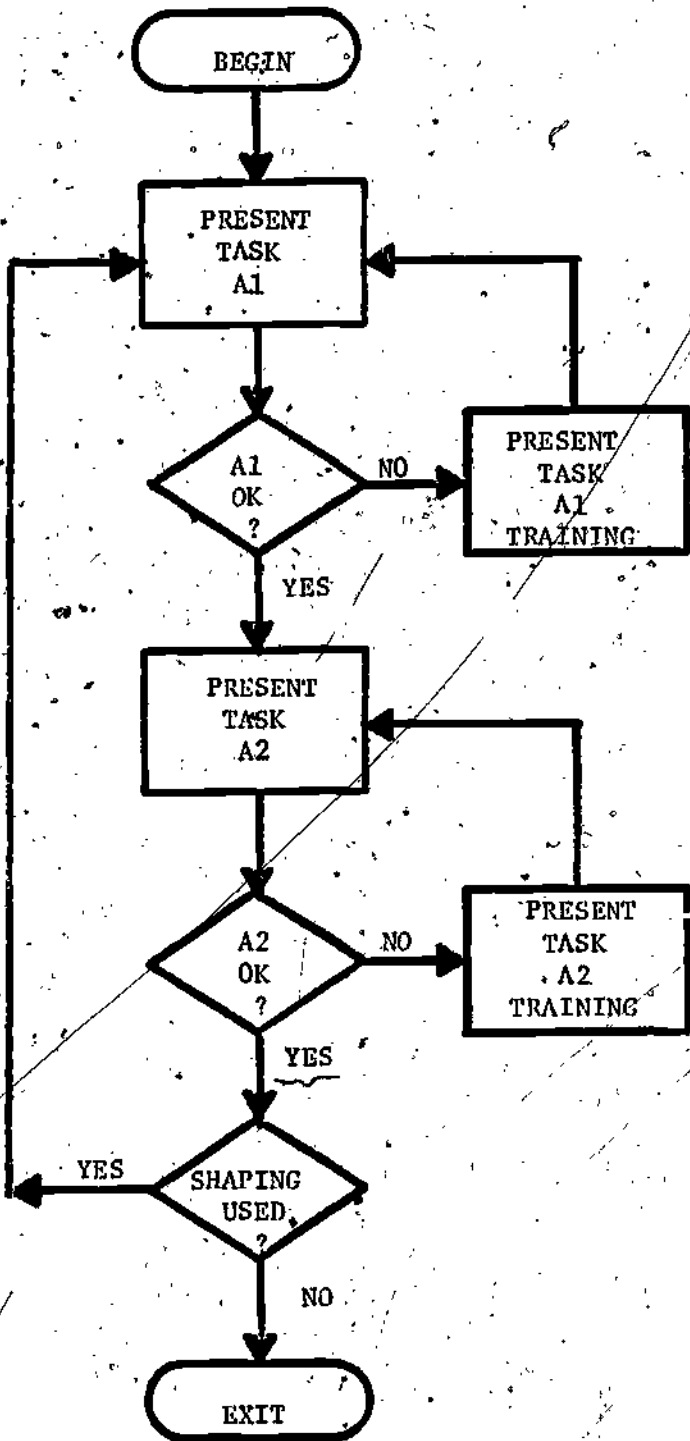 BEGIN
PRESENT
TASK
A1
A1
OK
?
NO
PRESENT
TASK
A1
TRAINING
YES
PRESENT
TASK
A2
A2
OK
?
NO
PRESENT
TASK
A2
TRAINING
YES
SHAPING
USED
?
YES
NO
EXIT